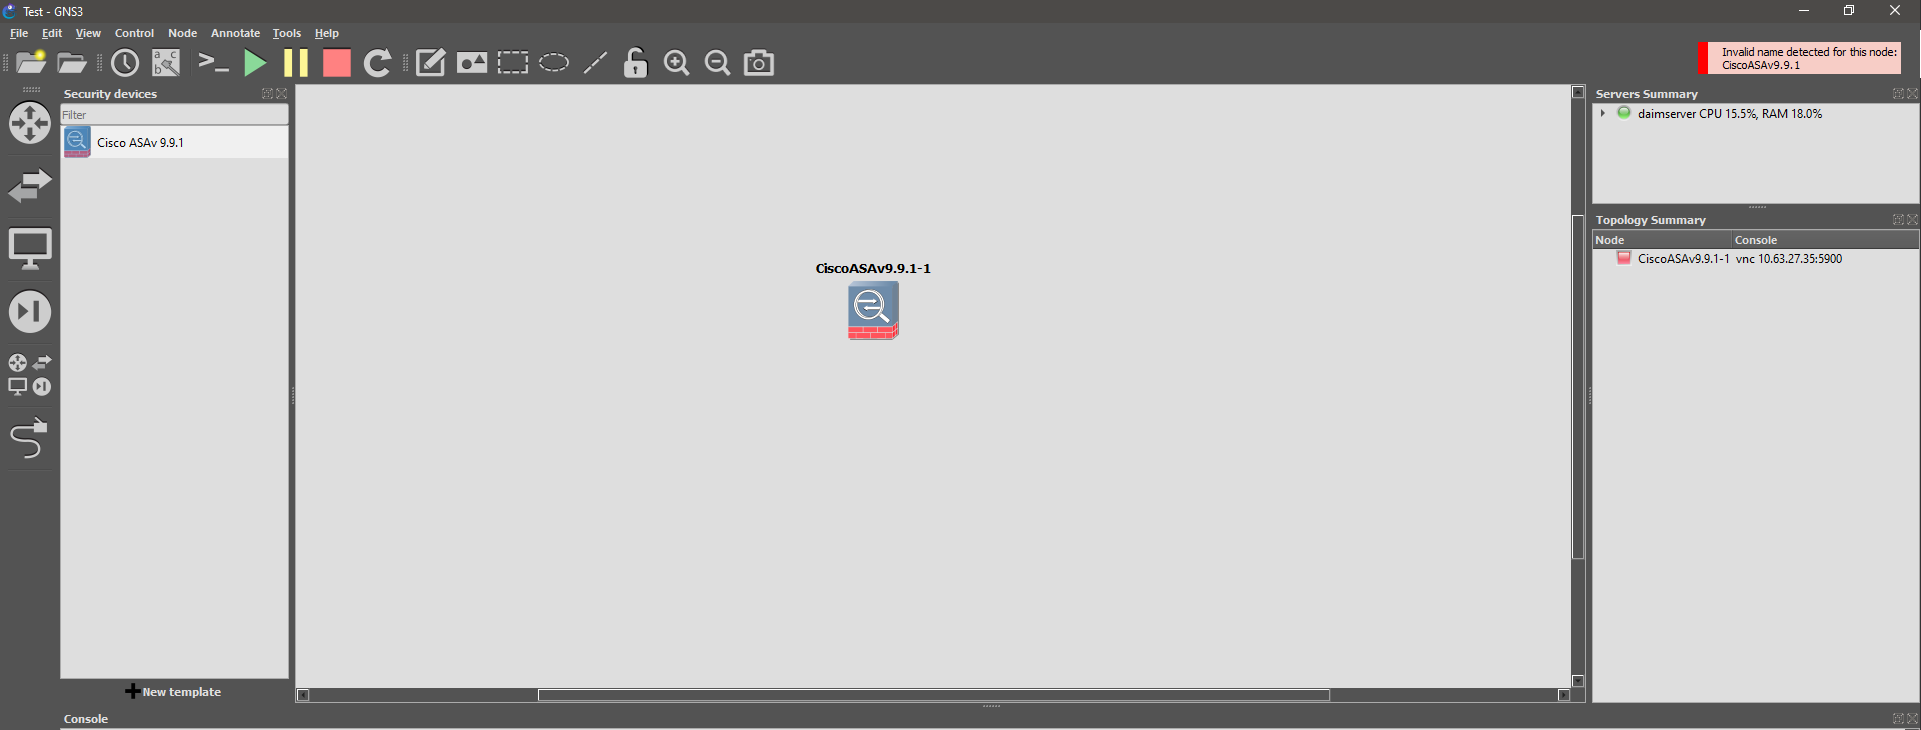 Test - GNS3
File Edit View Control Node Annotate Tools Help
a c
b
Invalid name detected for this node:
CiscoASAv9.9.1
Security devices
Filter
Cisco ASAv 9.9.1
New template
CiscoASAv9.9.1-1
Servers Summary
daimserver CPU 15.5%, RAM 18.0%
Topology Summary
Node Console
CiscoASAv9.9.1-1 vnc 10.63.27.35:5900
Console